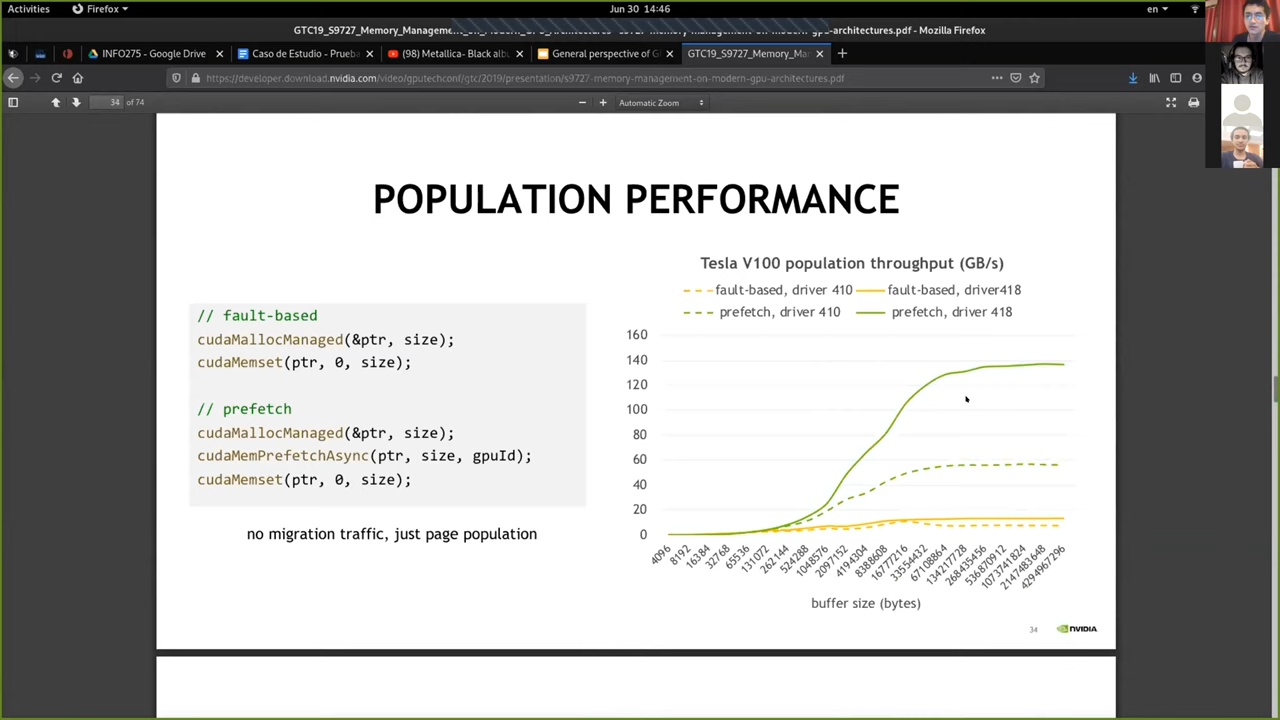 Activities
Firefox
Jun 30 14:46
en
architectures.pdf - Mozilla Firefox
INFO275 - Google Drive
Caso de Estudio - Prueba
(98) Metallica- Black albu
General perspective of G
GTC19_S9727_Memory_Ma
https://developer.download.nvidia.com/video/gputechconf/gtc/2019/presentation/s9727-memory-management-on-modern-gpu-architectures.pdf
34 of 74
Automatic Zoom
POPULATION PERFORMANCE
// fault-based
cudaMallocManaged(&ptr, size);
cudaMemset(ptr, 0, size);
// prefetch
cudaMallocManaged(&ptr, size);
cudaMemPrefetchAsync(ptr, size, gpuId);
cudaMemset(ptr, 0, size);
no migration traffic, just page population
Tesla V100 population throughput (GB/s)
fault-based, driver 410
fault-based, driver418
prefetch, driver 410
prefetch, driver 418
160
140
120
100
80
60
40
20
0
4096
8192
16384
32768
65536
131072
262144
524288
1048576
2097152
4194304
8388608
16777216
33554432
67108864
134217728
268435456
536870912
1073741824
2147483648
4294967296
buffer size (bytes)
34
NVIDIA